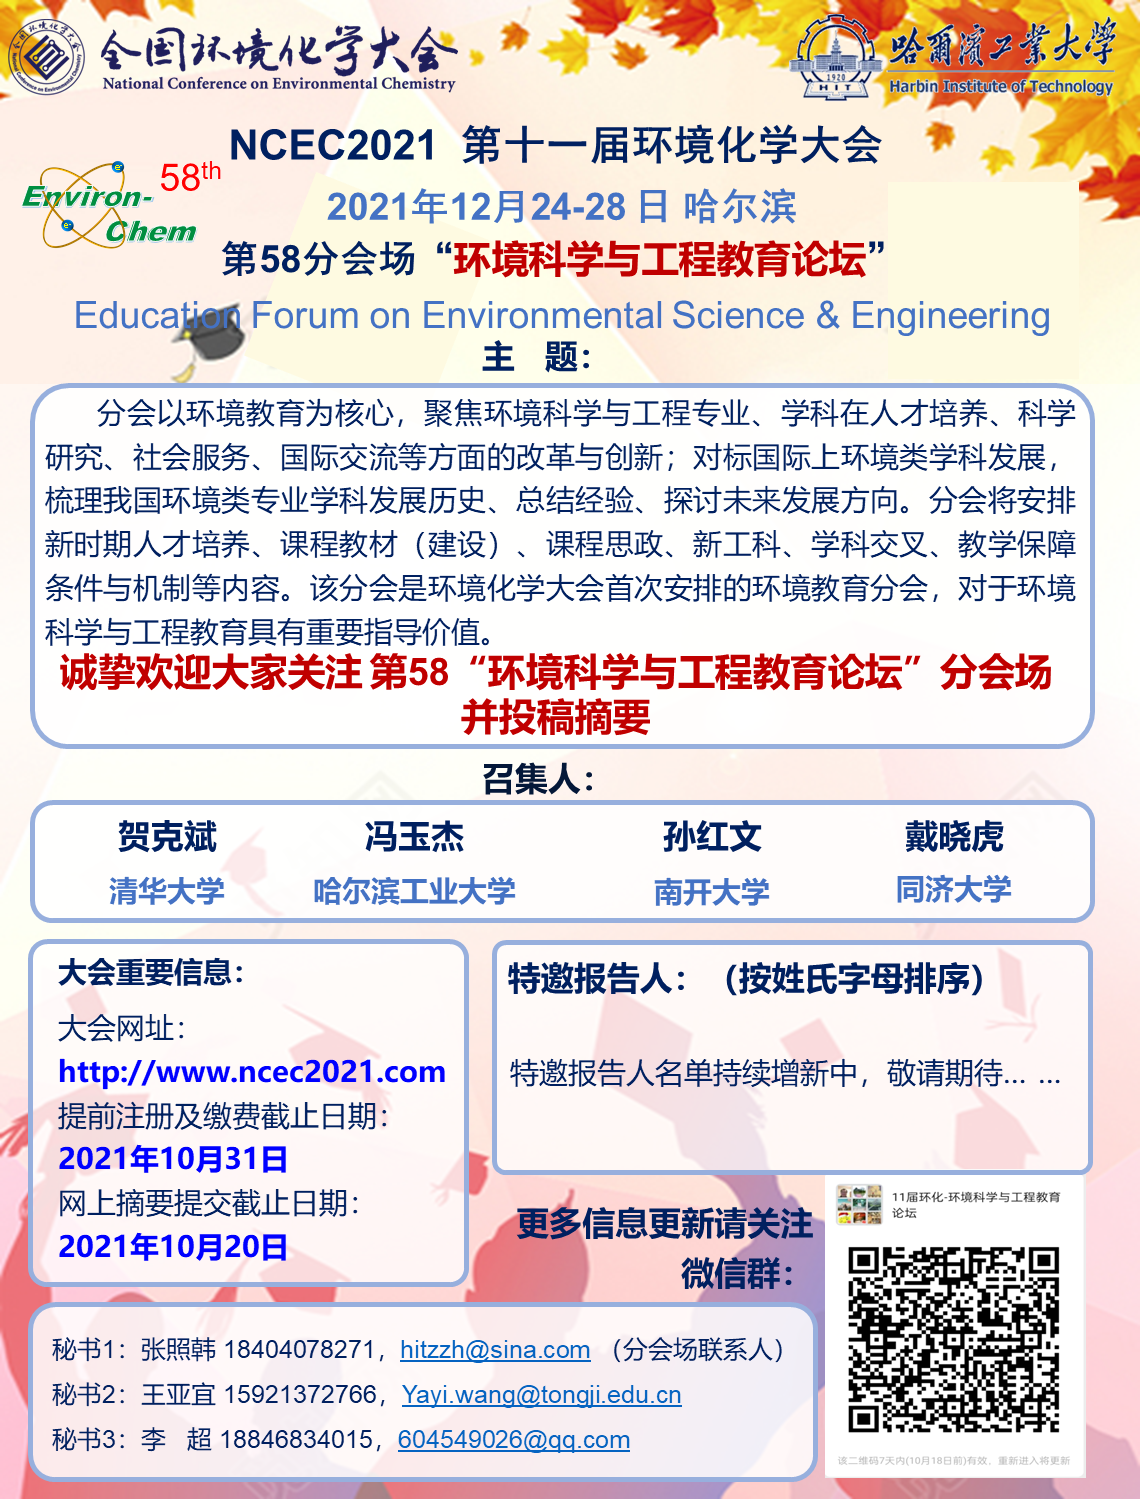 全国环境化学大会
National Conference on Environmental Chemistry
哈爾濱工業大學
Harbin Institute of Technology
1920
HIT
NCEC2021 第十一届环境化学大会
Environ-Chem 58th
2021年12月24-28日 哈尔滨
第58分会场“环境科学与工程教育论坛”
Education Forum on Environmental Science & Engineering
主 题：
分会以环境教育为核心，聚焦环境科学与工程专业、学科在人才培养、科学
研究、社会服务、国际交流等方面的改革与创新；对标国际上环境类学科发展，
梳理我国环境类专业学科发展历史、总结经验、探讨未来发展方向。分会将安排
新时期人才培养、课程教材（建设）、课程思政、新工科、学科交叉、教学保障
条件与机制等内容。该分会是环境化学大会首次安排的环境教育分会，对于环境
科学与工程教育具有重要指导价值。
诚挚欢迎大家关注 第58“环境科学与工程教育论坛”分会场
并投稿摘要
召集人：
贺克斌 冯玉杰 孙红文 戴晓虎
清华大学 哈尔滨工业大学 南开大学 同济大学
大会重要信息：
大会网址：
http://www.ncec2021.com
提前注册及缴费截止日期：
2021年10月31日
网上摘要提交截止日期：
2021年10月20日
特邀报告人：（按姓氏字母排序）
特邀报告人名单持续增新中，敬请期待... ...
更多信息更新请关注
微信群：
11届环化-环境科学与工程教育
论坛
该二维码7天内(10月18日前)有效，重新进入将更新
秘书1：张照韩 18404078271，hitzzh@sina.com（分会场联系人）
秘书2：王亚宜 15921372766，Yayi.wang@tongji.edu.cn
秘书3：李 超 18846834015，604549026@qq.com